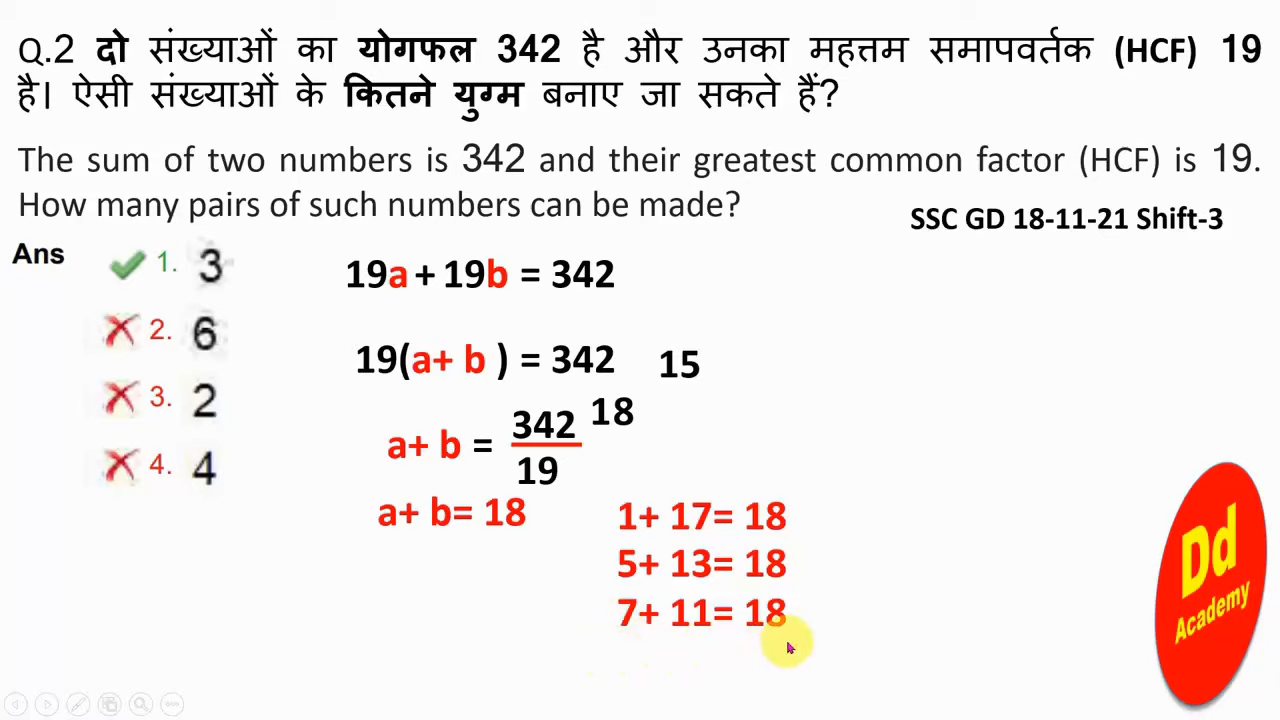 Q.2 दो संख्याओं का योगफल 342 है और उनका महत्तम समापवर्तक (HCF) 19
है। ऐसी संख्याओं के कितने युग्म बनाए जा सकते हैं?
The sum of two numbers is 342 and their greatest common factor (HCF) is 19.
How many pairs of such numbers can be made?
SSC GD 18-11-21 Shift-3
Ans
1. 3
2. 6
3. 2
4. 4
19a + 19b = 342
19(a+ b ) = 342 15
a+ b = 342 18
19
a+ b= 18
1+ 17= 18
5+ 13= 18
7+ 11= 18
Dd
Academy